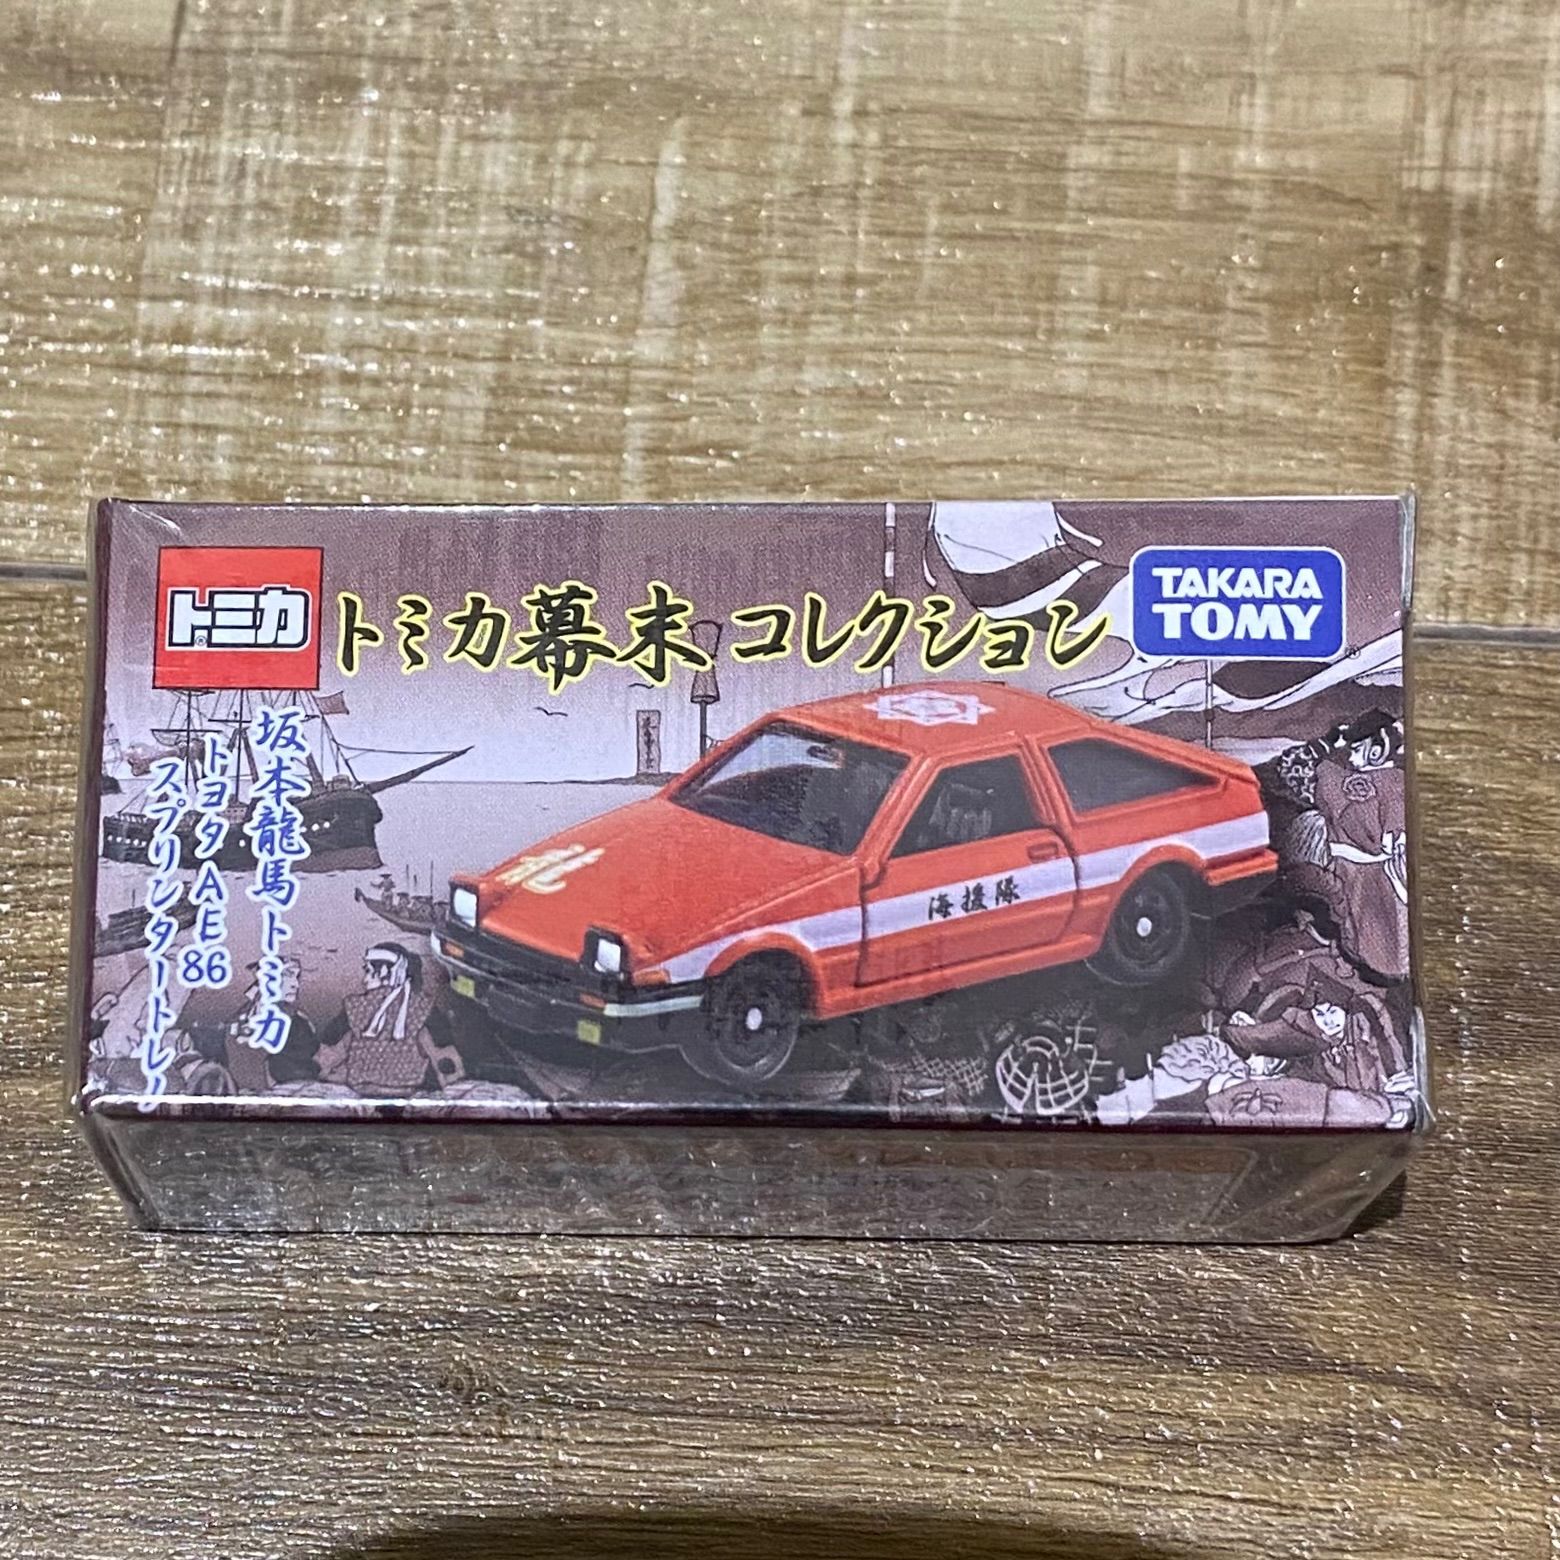 トミカ
トミカ幕末コレクション
TAKARA
TOMY
坂本龍馬トミカ
トヨタAE86
スプリンタートレノ
海援隊